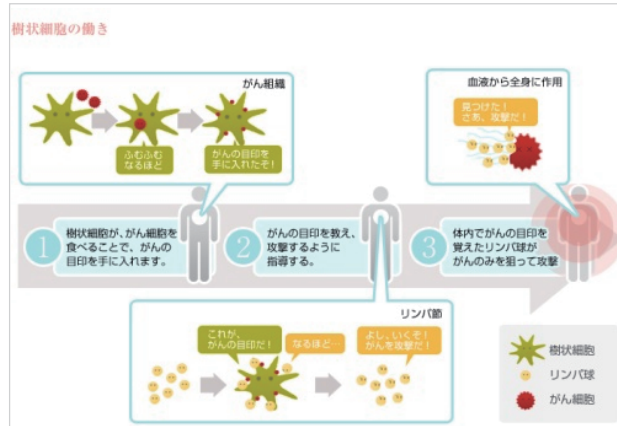 樹状細胞の働き
がん組織
ふむふむ
なるほど
がんの目印を
手に入れたぞ!
血液から全身に作用
見つけた!
さあ、攻撃だ!
1
樹状細胞が、がん細胞を
食べることで、がんの
目印を手に入れます。
2
がんの目印を教え、
攻撃するように
指導する。
3
体内でがんの目印を
覚えたリンパ球が
がんのみを狙って攻撃
リンパ節
これが、
がんの目印だ!
なるほど…
よし、いくぞ!
がんを攻撃だ!
樹状細胞
リンパ球
がん細胞